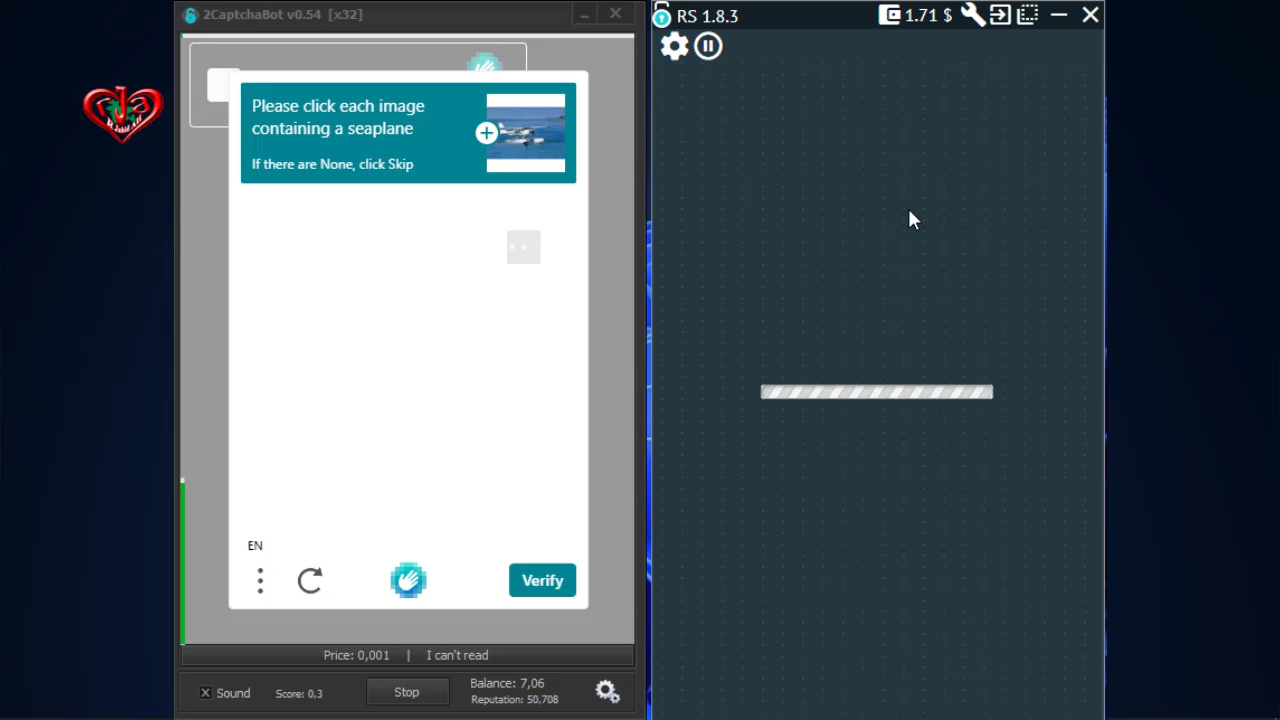 2CaptchaBot v0.54 [x32]
Please click each image
containing a seaplane
If there are None, click Skip
EN
Verify
Price: 0,001 | I can't read
Sound
Score: 0,3
Stop
Balance: 7,06
Reputation: 50,708
RS 1.8.3
1.71 $